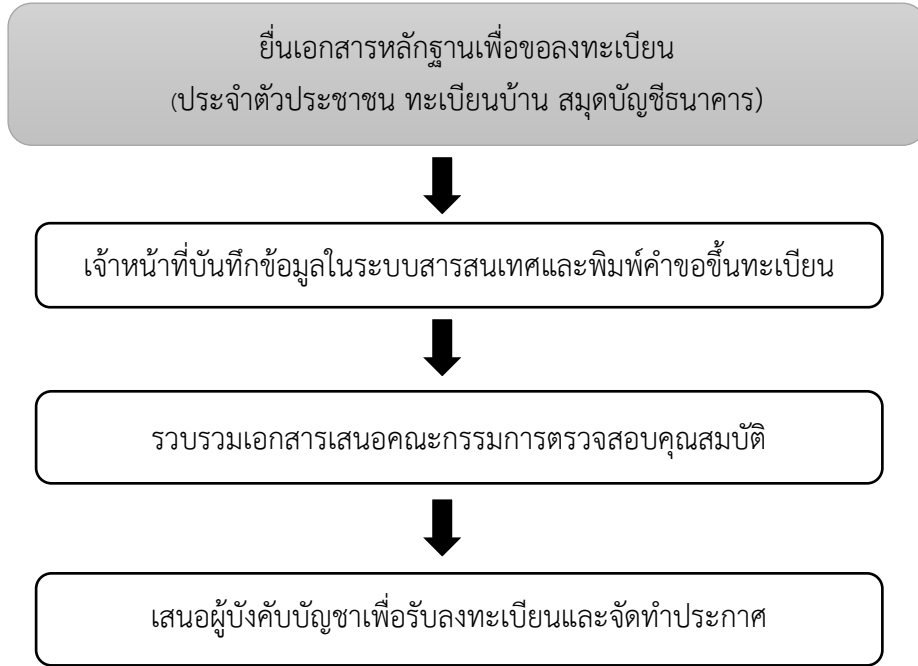 ยื่นเอกสารหลักฐานเพื่อขอลงทะเบียน
(ประจำตัวประชาชน ทะเบียนบ้าน สมุดบัญชีธนาคาร)
เจ้าหน้าที่บันทึกข้อมูลในระบบสารสนเทศและพิมพ์คำขอขึ้นทะเบียน
รวบรวมเอกสารเสนอคณะกรรมการตรวจสอบคุณสมบัติ
เสนอผู้บังคับบัญชาเพื่อรับลงทะเบียนและจัดทำประกาศ